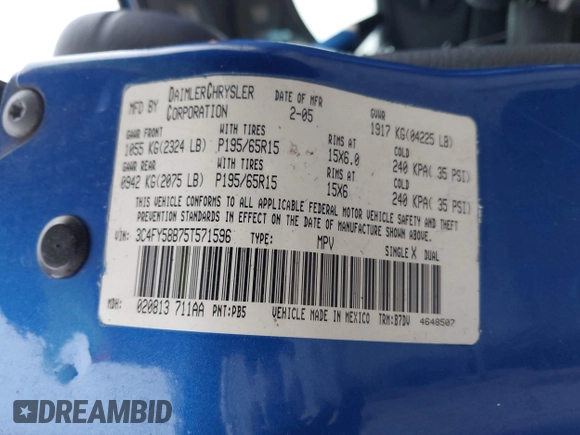 MFD BY DAIMLERCHRYSLER CORPORATION DATE OF MFR 2-05 GVWR 1917 KG(04225 LB)
GAWR FRONT WITH TIRES RIMS AT COLD
1055 KG(2324 LB) P195/65R15 15X6.0 240 KPA( 35 PSI)
GAWR REAR WITH TIRES RIMS AT COLD
0942 KG(2075 LB) P195/65R15 15X6 240 KPA( 35 PSI)
THIS VEHICLE CONFORMS TO ALL APPLICABLE FEDERAL MOTOR VEHICLE SAFETY AND THEFT
PREVENTION STANDARDS IN EFFECT ON THE DATE OF MANUFACTURE SHOWN ABOVE.
VIN: 3C4FY58B75T571596 TYPE: MPV SINGLE X DUAL
MDH: 020813 711AA PNT:PB5 VEHICLE MADE IN MEXICO TRM:B7DV 4648507
DREAMBID